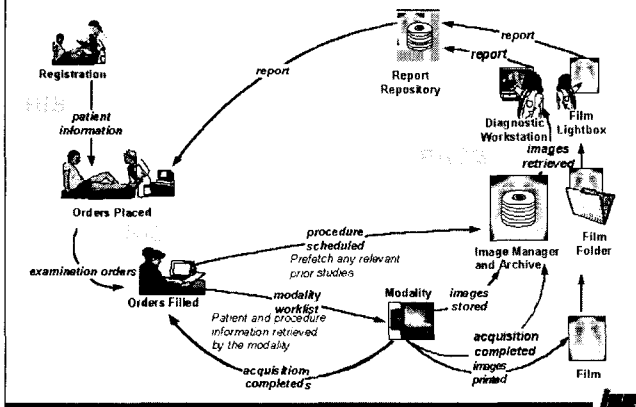 Registration
patient
information
Orders Placed
examination orders
Orders Filled
report
Report
Repository
report
report
Diagnostic
Workstation
Film
Lightbox
images
retrieved
procedure
scheduled
Prefetch any relevant
prior studies
Image Manager
and Archive
Film
Folder
modality
worklist
Patient and procedure
information retrieved
by the modality
Modality
images
stored
acquisition
completed
images
printed
acquisition
completed's
Film